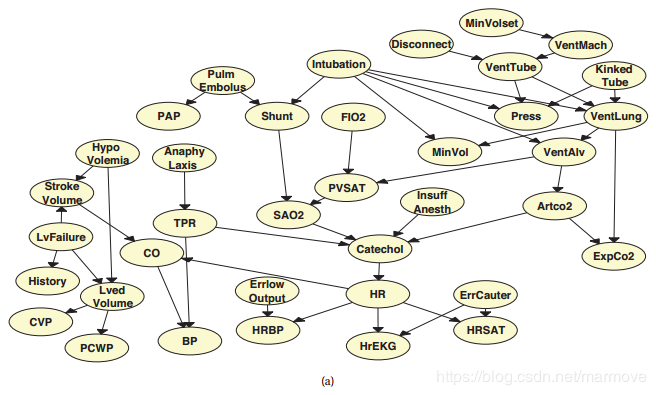 MinVolset
Disconnect
VentMach
Pulm
Embolus
Intubation
VentTube
Kinked
Tube
PAP
Shunt
FIO2
Press
VentLung
Hypo
Volemia
Anaphy
Laxis
MinVol
VentAlv
Stroke
Volume
PVSAT
Insuff
Anesth
Artco2
SAO2
TPR
LvFailure
CO
Catechol
ExpCo2
History
Lved
Volume
Errlow
Output
HR
ErrCauter
CVP
PCWP
BP
HRBP
HrEKG
HRSAT
(a)
https://blog.csdn.net/marmove